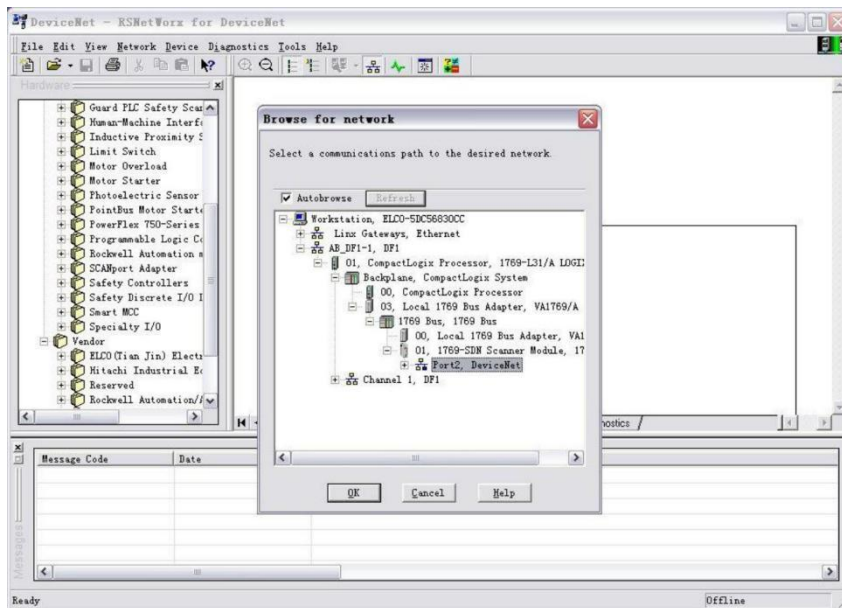 DeviceNet - RSNetWorx for DeviceNet
File Edit View Network Device Diagnostics Tools Help
Hardware
Guard PLC Safety Scan
Human-Machine Interf
Inductive Proximity S
Limit Switch
Motor Overload
Motor Starter
Photoelectric Sensor
PointBus Motor Starte
PowerFlex 750-Series
Programmable Logic Co
Rockwell Automation m
SCANport Adapter
Safety Controllers
Safety Discrete I/O I
Smart MCC
Specialty I/O
Vendor
ELCO(Tian Jin) Electr
Hitachi Industrial Eq
Reserved
Rockwell Automation/A
Browse for network
Select a communications path to the desired network.
Autobrowse Refresh
Workstation, ELCO-5DC56830CC
Linx Gateways, Ethernet
AB_DF1-1, DF1
01, CompactLogix Processor, 1769-L31/A LOGI
Backplane, CompactLogix System
00, CompactLogix Processor
03, Local 1769 Bus Adapter, VA1769/A
1769 Bus, 1769 Bus
00, Local 1769 Bus Adapter, VA1
01, 1769-SDN Scanner Module, 17
Port2, DeviceNet
Channel 1, DF1
OK Cancel Help
nostics
Message Code Date
Messages
Ready Offline